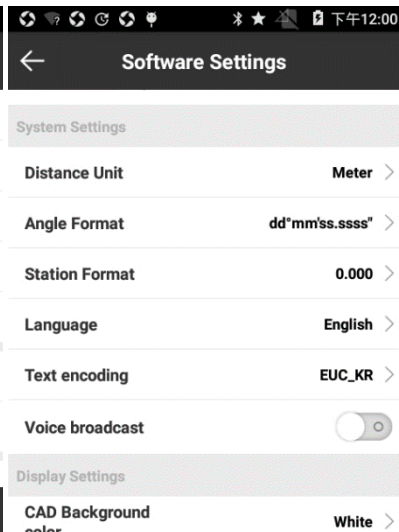 下午12:00
Software Settings
System Settings
Distance Unit Meter
Angle Format dd°mm'ss.ssss"
Station Format 0.000
Language English
Text encoding EUC_KR
Voice broadcast
Display Settings
CAD Background
color White